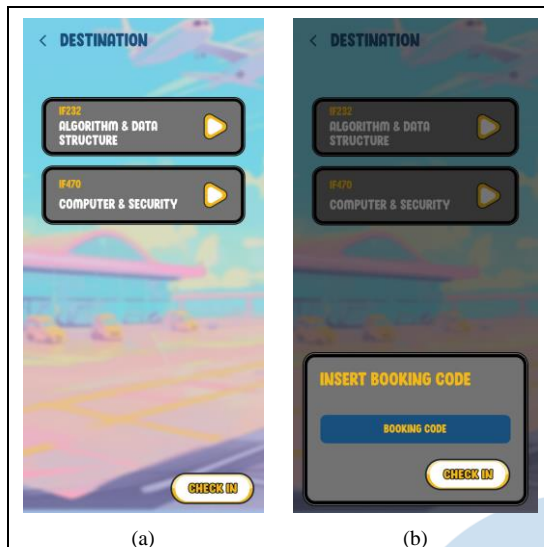 < DESTINATION
IF232
ALGORITHM & DATA
STRUCTURE
IF470
COMPUTER & SECURITY
CHECK IN
(a)
< DESTINATION
IF232
ALGORITHM & DATA
STRUCTURE
IF470
COMPUTER & SECURITY
INSERT BOOKING CODE
BOOKING CODE
CHECK IN
(b)